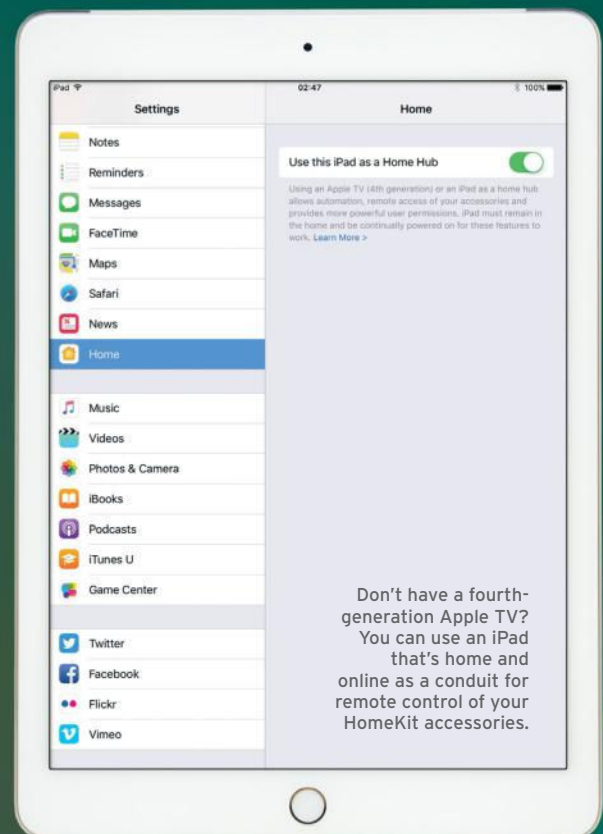 iPad
02:47
100%
Settings
Home
Notes
Reminders
Messages
FaceTime
Maps
Safari
News
Home
Music
Videos
Photos & Camera
iBooks
Podcasts
iTunes U
Game Center
Twitter
Facebook
Flickr
Vimeo
Use this iPad as a Home Hub
Using an Apple TV (4th generation) or an iPad as a home hub
allows automation, remote access of your accessories and
provides more powerful user permissions. iPad must remain in
the home and be continually powered on for these features to
work. Learn More >
Don't have a fourth-
generation Apple TV?
You can use an iPad
that's home and
online as a conduit for
remote control of your
HomeKit accessories.